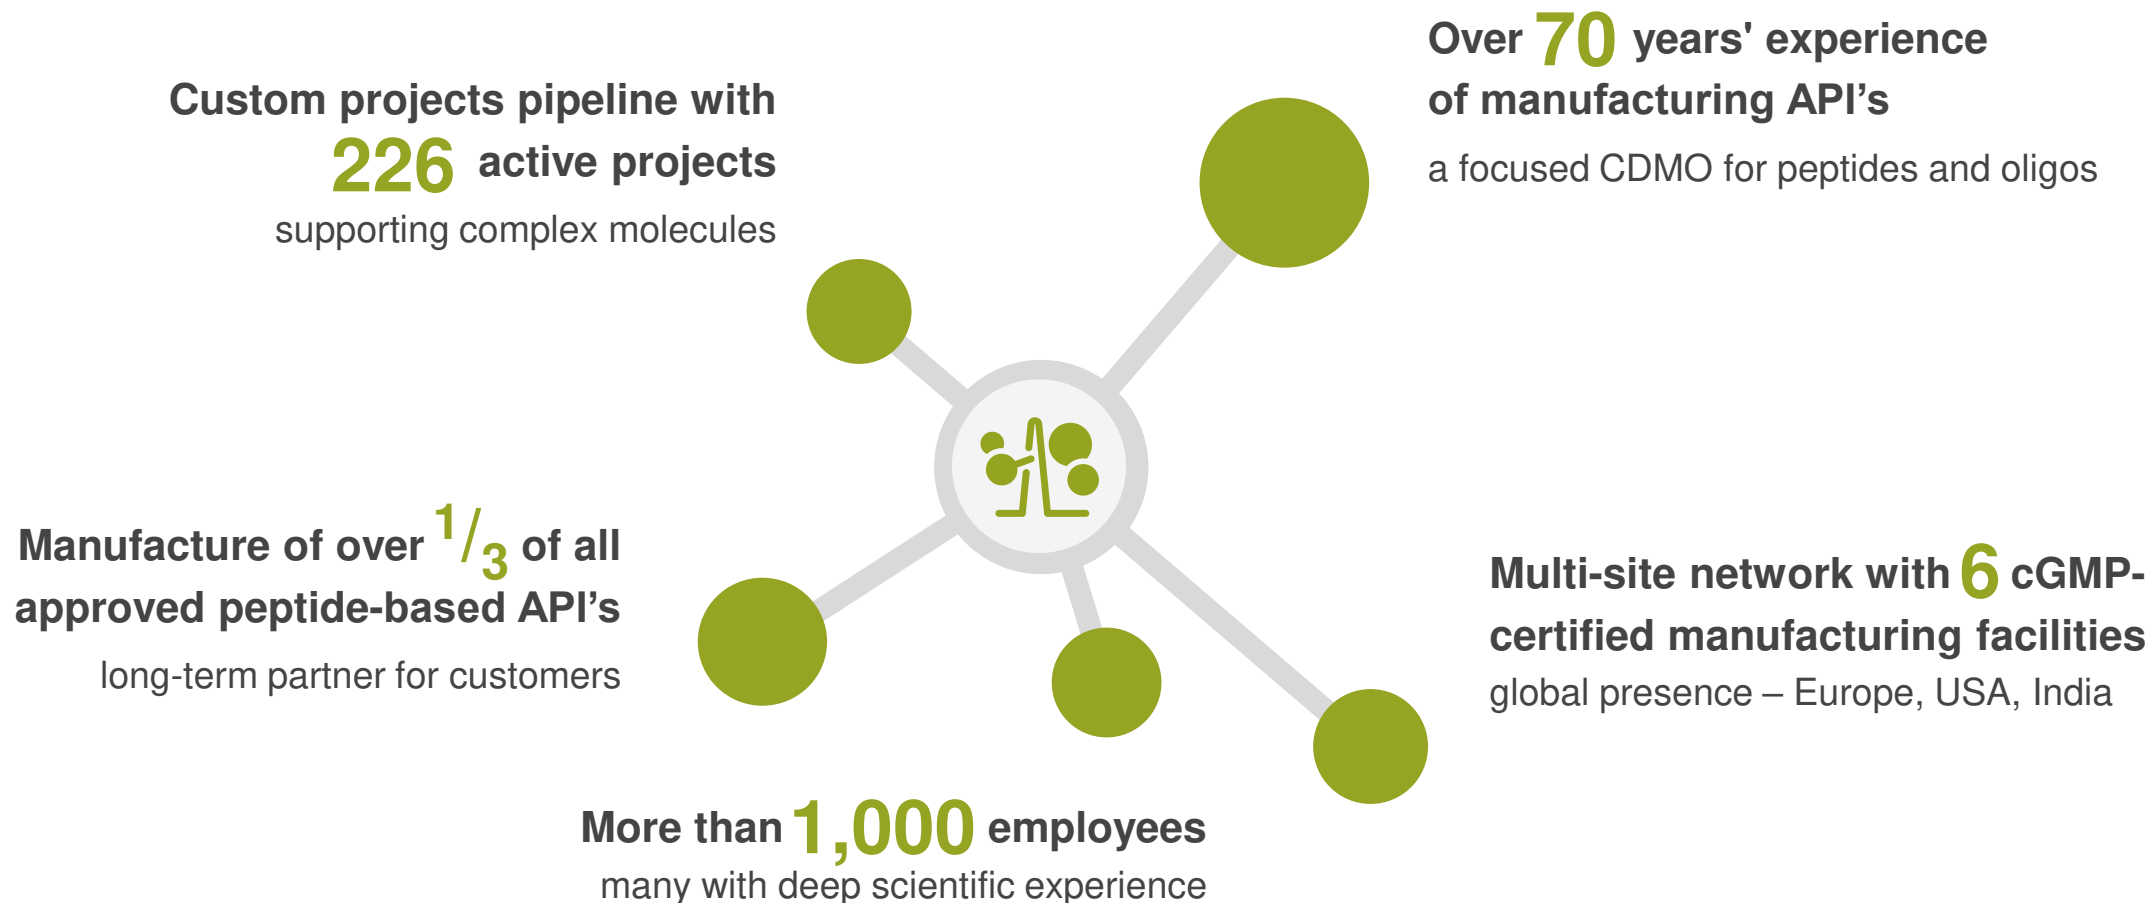 Over 70 years' experience
of manufacturing API’s
a focused CDMO for peptides and oligos
Custom projects pipeline with
226 active projects
supporting complex molecules
Manufacture of over 1/3 of all
approved peptide-based API’s
long-term partner for customers
Multi-site network with 6 cGMP-
certified manufacturing facilities
global presence – Europe, USA, India
More than 1,000 employees
many with deep scientific experience